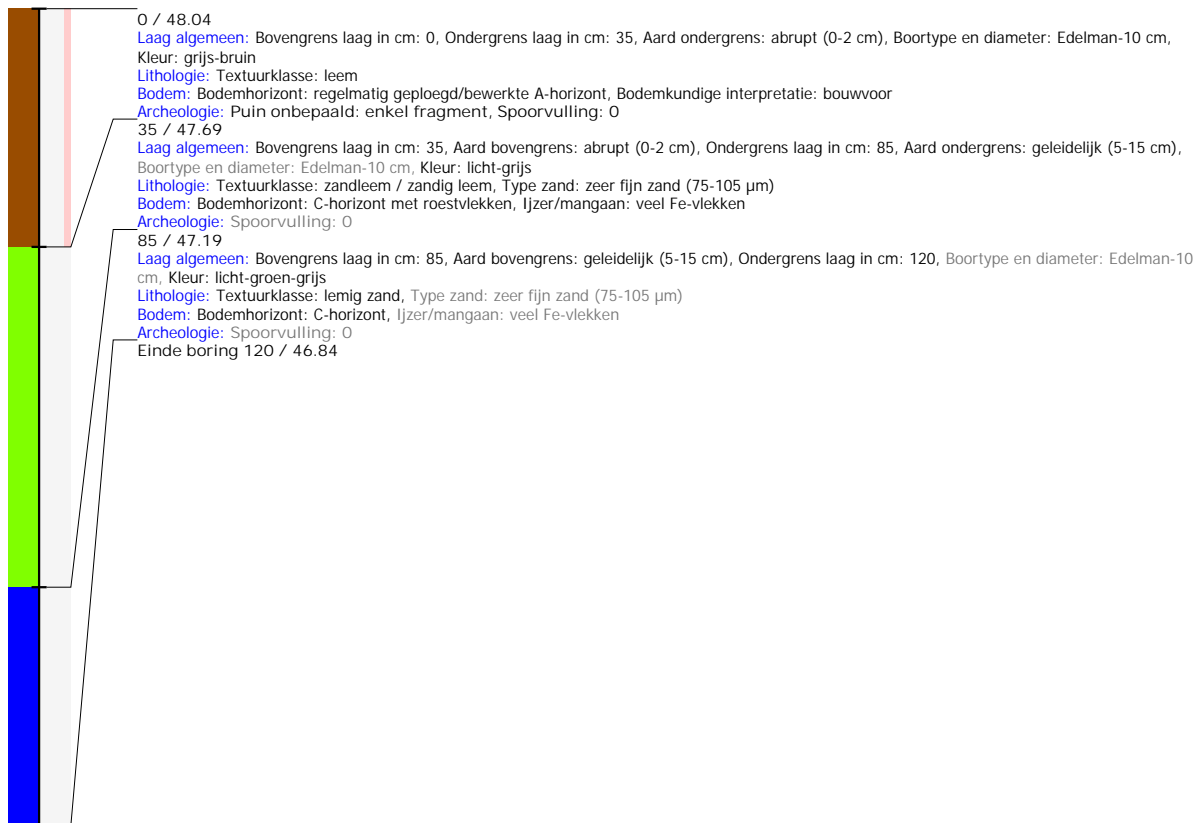 0 / 48.04
Laag algemeen: Bovengrens laag in cm: 0, Ondergrens laag in cm: 35, Aard ondergrens: abrupt (0-2 cm), Boortype en diameter: Edelman-10 cm,
Kleur: grijs-bruin
Lithologie: Textuurklasse: leem
Bodem: Bodemhorizont: regelmatig geploegd/bewerkte A-horizont, Bodemkundige interpretatie: bouwvoor
Archeologie: Puin onbepaald: enkel fragment, Spoorvulling: 0
35 / 47.69
Laag algemeen: Bovengrens laag in cm: 35, Aard bovengrens: abrupt (0-2 cm), Ondergrens laag in cm: 85, Aard ondergrens: geleidelijk (5-15 cm),
Boortype en diameter: Edelman-10 cm, Kleur: licht-grijs
Lithologie: Textuurklasse: zandleem / zandig leem, Type zand: zeer fijn zand (75-105 µm)
Bodem: Bodemhorizont: C-horizont met roestvlekken, Ijzer/mangaan: veel Fe-vlekken
Archeologie: Spoorvulling: 0
85 / 47.19
Laag algemeen: Bovengrens laag in cm: 85, Aard bovengrens: geleidelijk (5-15 cm), Ondergrens laag in cm: 120, Boortype en diameter: Edelman-10
cm, Kleur: licht-groen-grijs
Lithologie: Textuurklasse: lemig zand, Type zand: zeer fijn zand (75-105 µm)
Bodem: Bodemhorizont: C-horizont, Ijzer/mangaan: veel Fe-vlekken
Archeologie: Spoorvulling: 0
Einde boring 120 / 46.84